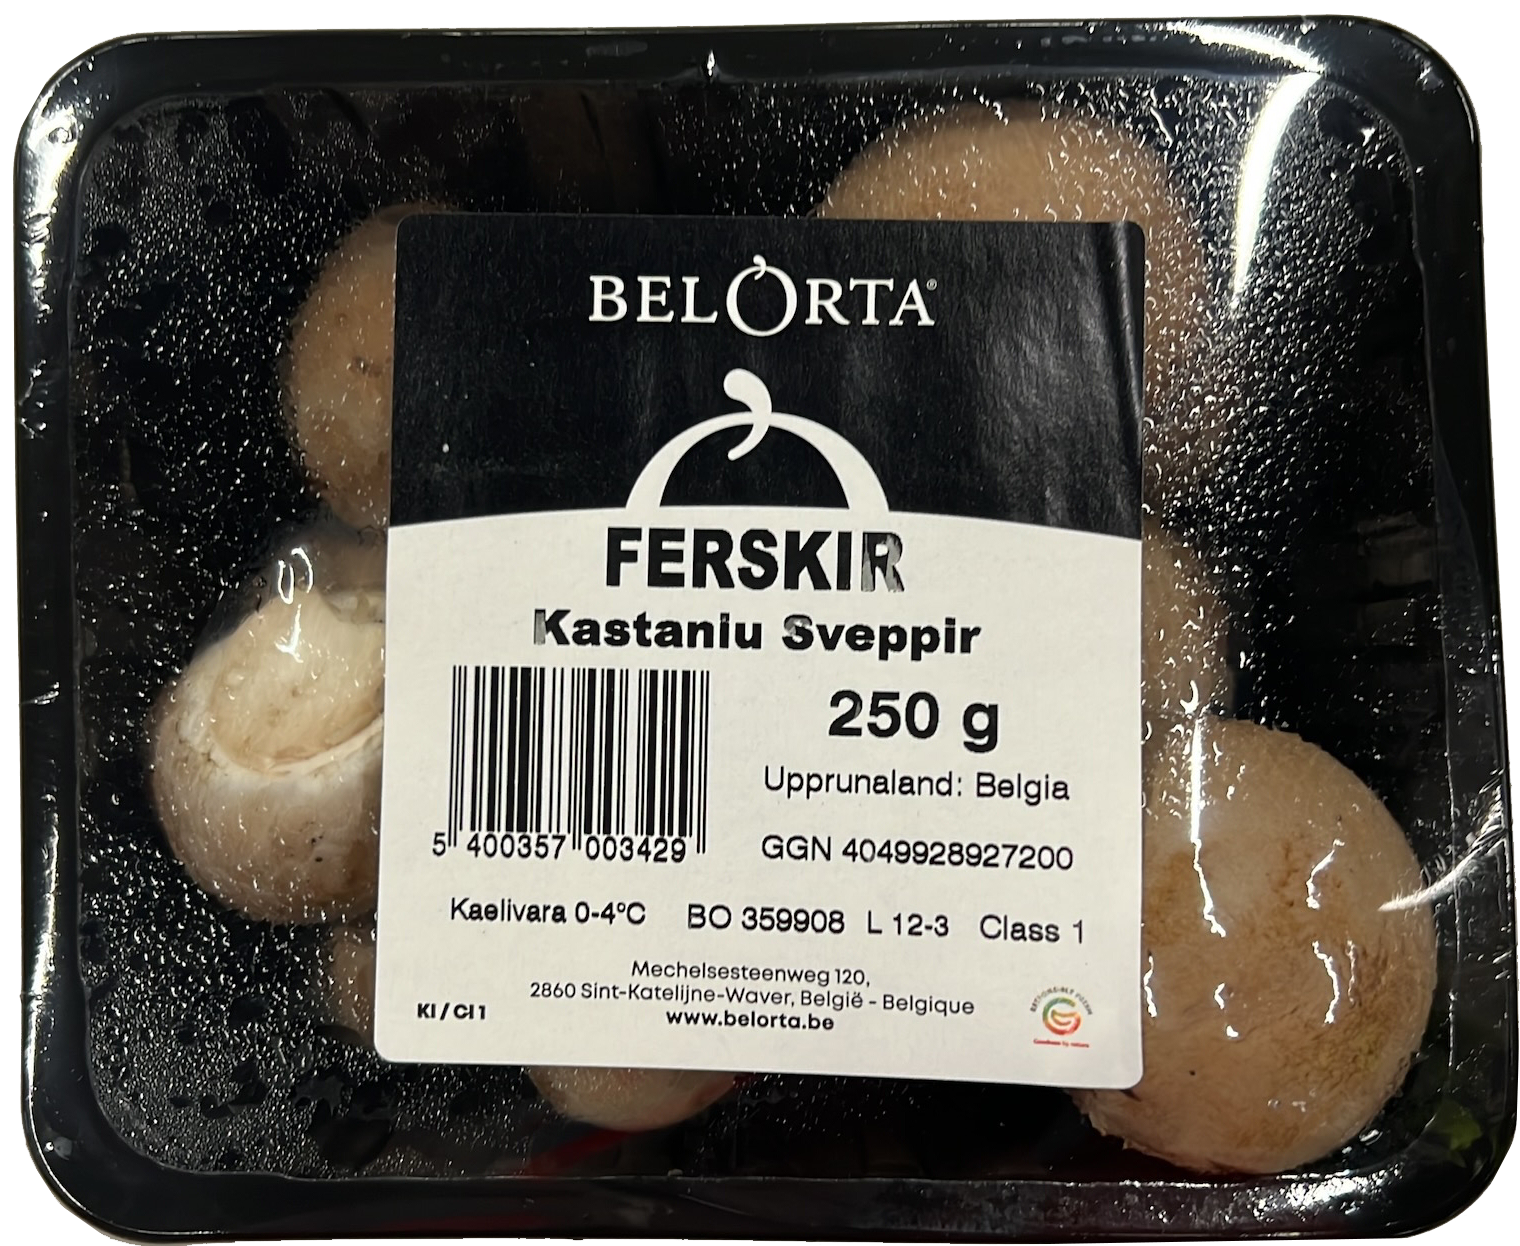 BELORTA®
FERSKIR
Kastaniu Sveppir
250 g
Upprunaland: Belgia
5 400357 003429
GGN 4049928927200
Kaelivara 0-4°C BO 359908 L 12-3 Class 1
Mechelsesteenweg 120,
2860 Sint-Katelijne-Waver, België - Belgique
www.belorta.be
KI / CI 1